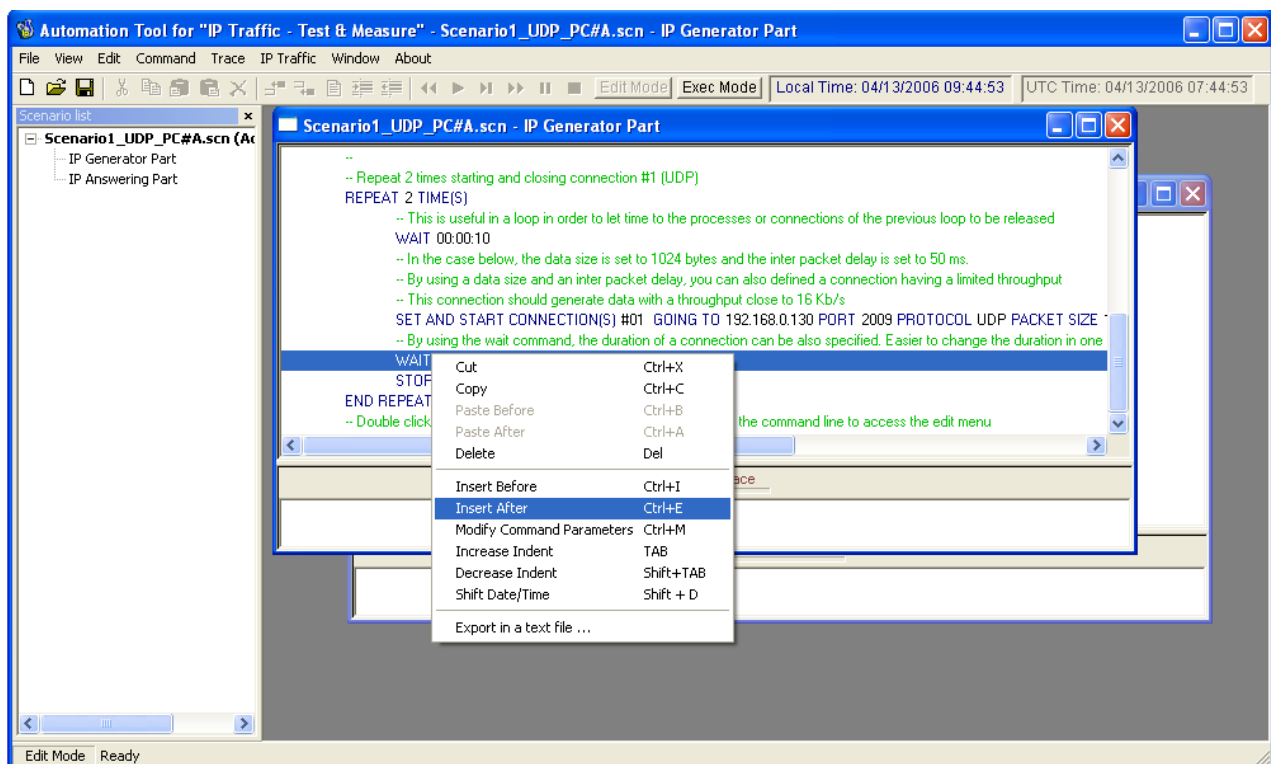 Automation Tool for "IP Traffic - Test & Measure" - Scenario1_UDP_PC#A.scn - IP Generator Part
File View Edit Command Trace IP Traffic Window About
Edit Mode Exec Mode Local Time: 04/13/2006 09:44:53 UTC Time: 04/13/2006 07:44:53
Scenario list
Scenario1_UDP_PC#A.scn (Ac
IP Generator Part
IP Answering Part
Scenario1_UDP_PC#A.scn - IP Generator Part
--
-- Repeat 2 times starting and closing connection #1 (UDP)
REPEAT 2 TIME(S)
-- This is useful in a loop in order to let time to the processes or connections of the previous loop to be released
WAIT 00:00:10
-- In the case below, the data size is set to 1024 bytes and the inter packet delay is set to 50 ms.
-- By using a data size and an inter packet delay, you can also defined a connection having a limited throughput
-- This connection should generate data with a throughput close to 16 Kb/s
SET AND START CONNECTION(S) #01 GOING TO 192.168.0.130 PORT 2009 PROTOCOL UDP PACKET SIZE
-- By using the wait command, the duration of a connection can be also specified. Easier to change the duration in one
WAIT
STOP
END REPEAT
-- Double click the command line to access the edit menu
ace
Cut Ctrl+X
Copy Ctrl+C
Paste Before Ctrl+B
Paste After Ctrl+A
Delete Del
Insert Before Ctrl+I
Insert After Ctrl+E
Modify Command Parameters Ctrl+M
Increase Indent TAB
Decrease Indent Shift+TAB
Shift Date/Time Shift + D
Export in a text file ...
Edit Mode Ready